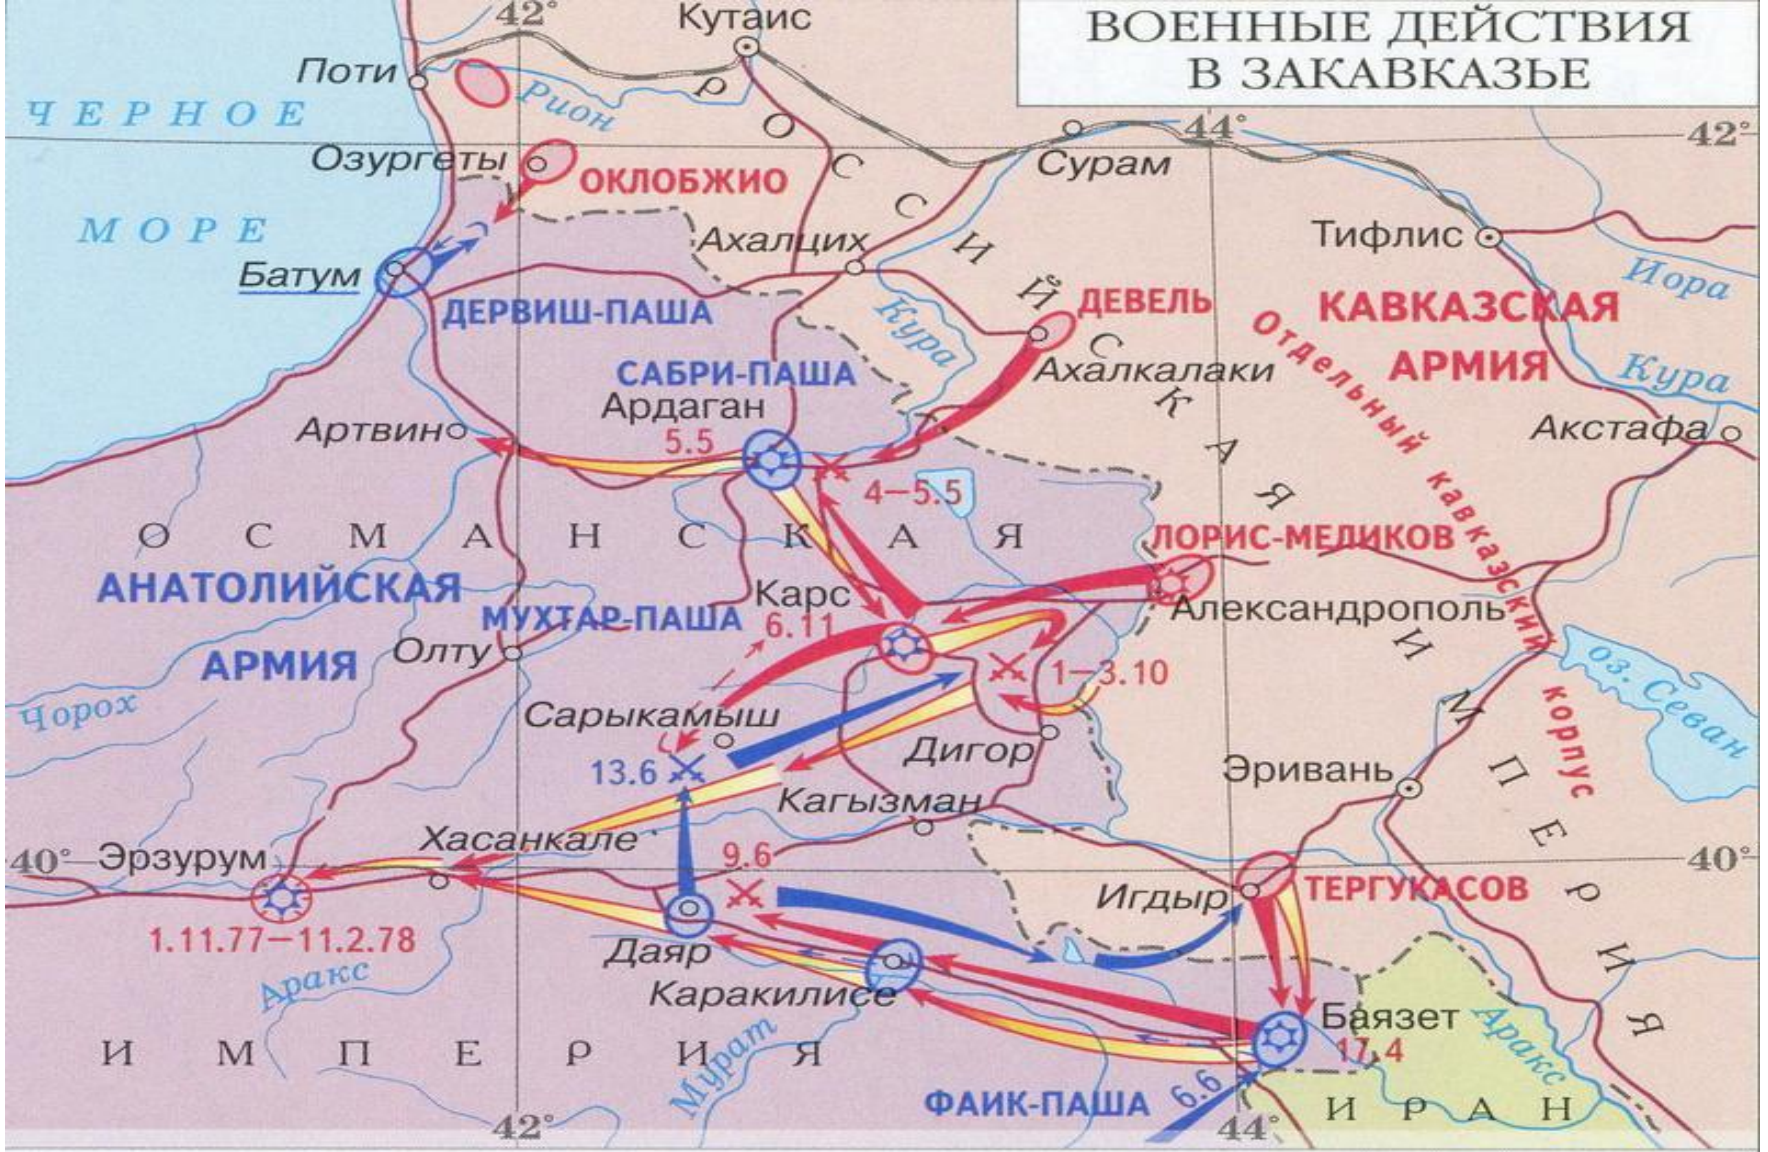 ВОЕННЫЕ ДЕЙСТВИЯ
В ЗАКАВКАЗЬЕ
42°
Кутаис
Поти
Рион
ЧЕРНОЕ
МОРЕ
44°
42°
Озургеты
ОКЛОБЖИО
Сурам
РОССИЙСКАЯ
ИМПЕРИЯ
Тифлис
Иора
Ахалцих
Батум
ДЕРВИШ-ПАША
Кура
ДЕВЕЛЬ
Ахалкалаки
КАВКАЗСКАЯ
АРМИЯ
Отдельный кавказский корпус
Кура
Акстафа
САБРИ-ПАША
Ардаган
Артвин
5.5
4–5.5
ОСМАНСКАЯ
ЛОРИС-МЕЛИКОВ
Александрополь
АНАТОЛИЙСКАЯ
АРМИЯ
МУХТАР-ПАША
Карс
6.11
Олту
1–3.10
Чорох
оз. Севан
Сарыкамыш
13.6
Дигор
Эривань
Кагызман
40°
Эрзурум
Хасанкале
40°
9.6
Игдыр
ТЕРГУКАСОВ
1.11.77–11.2.78
Даяр
Каракилисе
Аракс
Баязет
17.4
Аракс
ИМПЕРИЯ
Мурат
ФАИК-ПАША
6.6
ИРАН
42°
44°